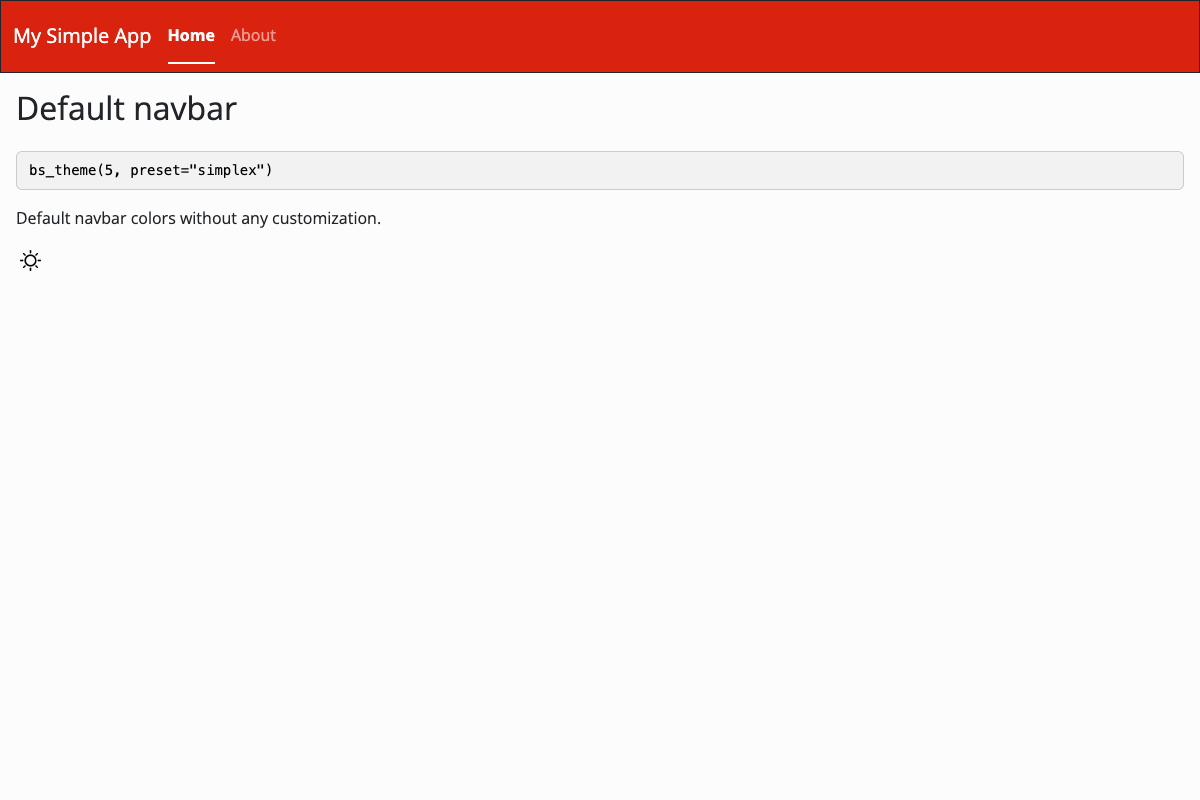 My Simple App Home About
Default navbar
bs_theme(5, preset="simplex")
Default navbar colors without any customization.